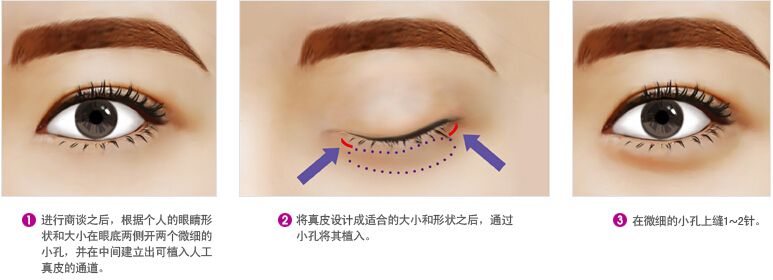 1 进行商谈之后，根据个人的眼睛形
状和大小在眼底两侧开两个微细的
小孔，并在中间建立出可植入人工
真皮的通道。
2 将真皮设计成适合的大小和形状之后，通过
小孔将其植入。
3 在微细的小孔上缝1~2针。